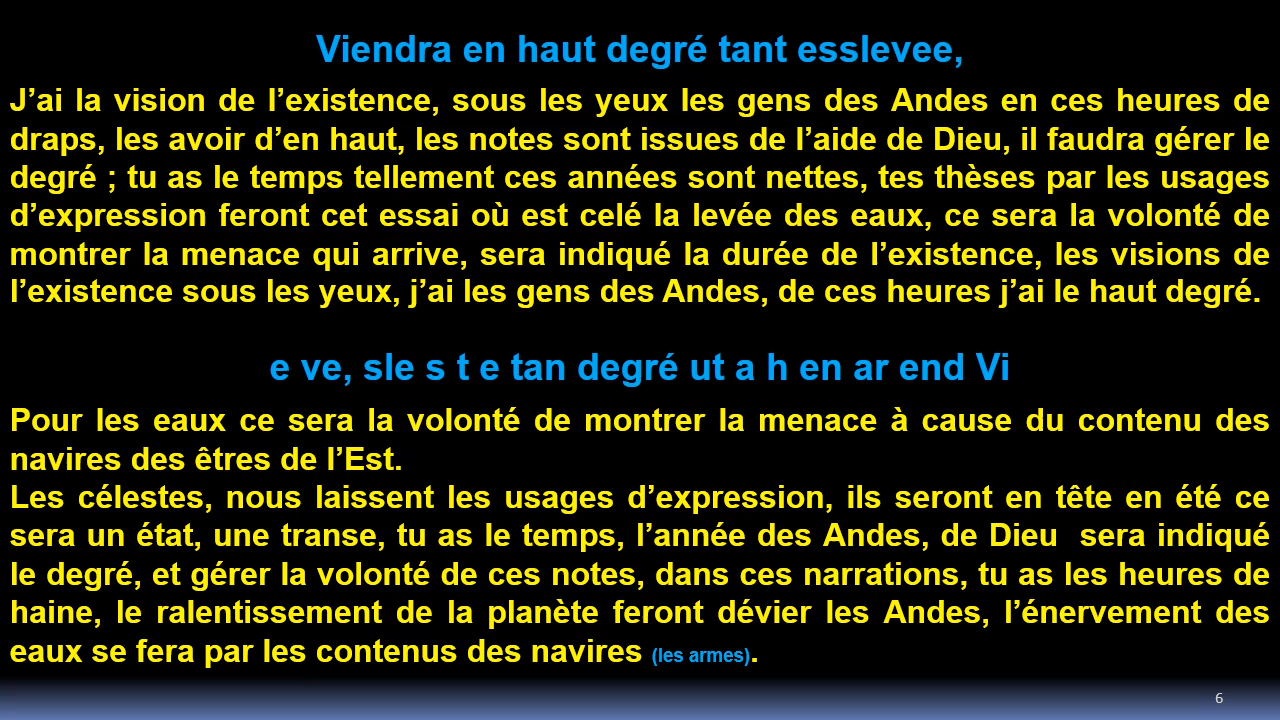 Viendra en haut degré tant esslevee,
J’ai la vision de l’existence, sous les yeux les gens des Andes en ces heures de
draps, les avoir d’en haut, les notes sont issues de l’aide de Dieu, il faudra gérer le
degré ; tu as le temps tellement ces années sont nettes, tes thèses par les usages
d’expression feront cet essai où est celé la levée des eaux, ce sera la volonté de
montrer la menace qui arrive, sera indiqué la durée de l’existence, les visions de
l’existence sous les yeux, j’ai les gens des Andes, de ces heures j’ai le haut degré.
e ve, sle s t e tan degré ut a h en ar end Vi
Pour les eaux ce sera la volonté de montrer la menace à cause du contenu des
navires des êtres de l’Est.
Les célestes, nous laissent les usages d’expression, ils seront en tête en été ce
sera un état, une transe, tu as le temps, l’année des Andes, de Dieu  sera indiqué
le degré, et gérer la volonté de ces notes, dans ces narrations, tu as les heures de
haine, le ralentissement de la planète feront dévier les Andes, l’énervement des
eaux se fera par les contenus des navires (les armes).
6